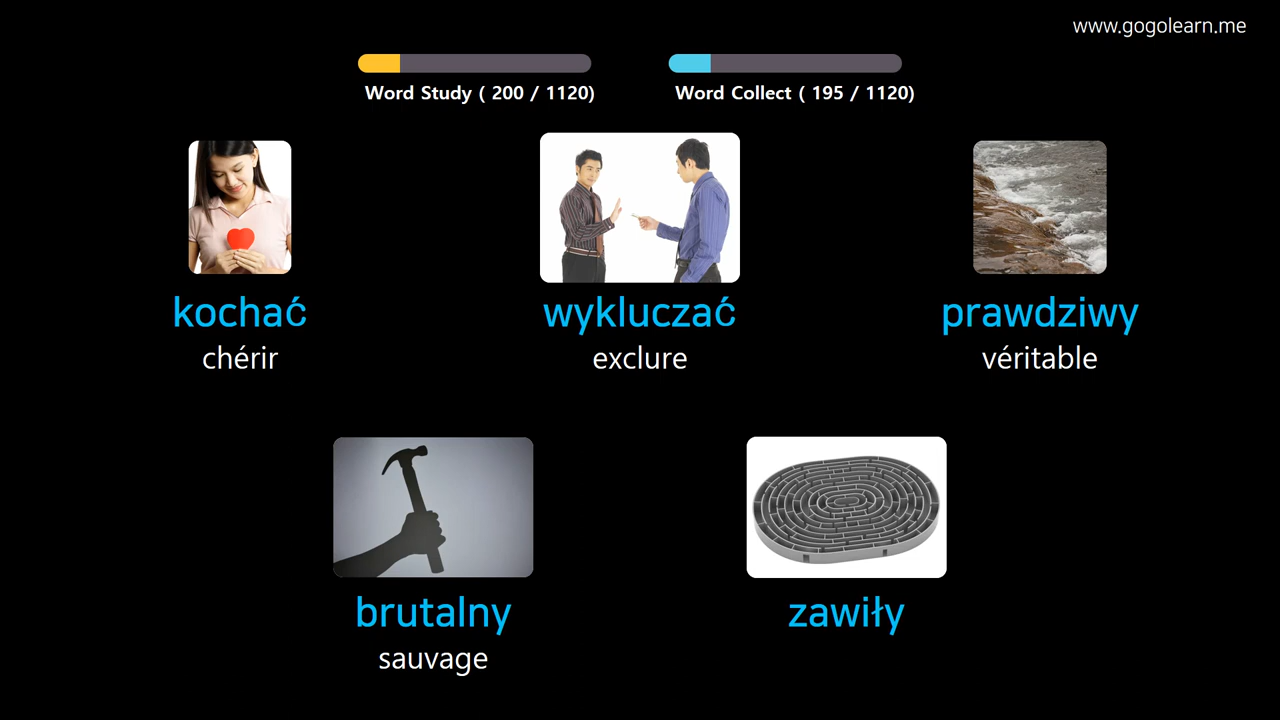 www.gogolearn.me
Word Study ( 200 / 1120)
Word Collect ( 195 / 1120)
kochać
chérir
wykluczać
exclure
prawdziwy
véritable
brutalny
sauvage
zawiły